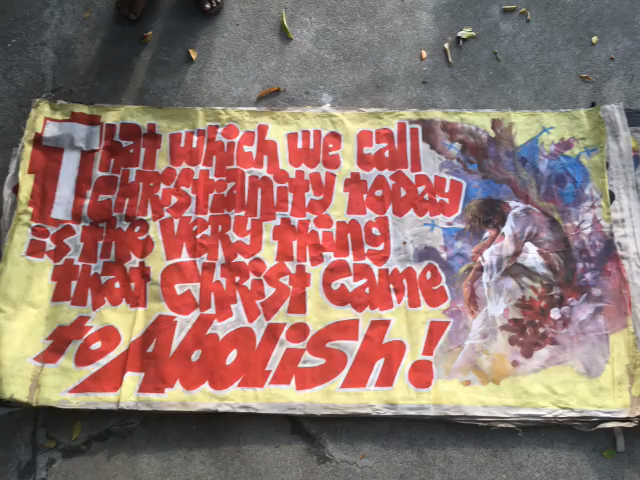 That which we call
christianity today
is the very thing
that Christ came
to Abolish!